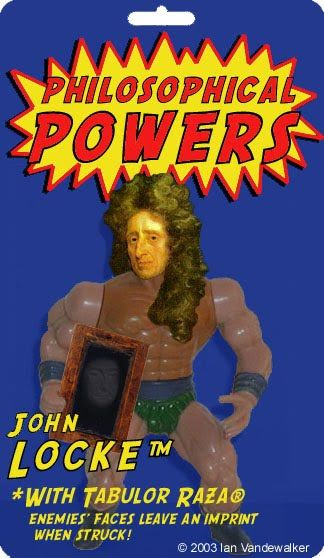 PHILOSOPHICAL
POWERS
JOHN
LOCKE™
*WITH TABULOR RAZA®
ENEMIES' FACES LEAVE AN IMPRINT
WHEN STRUCK!
© 2003 Ian Vandewalker